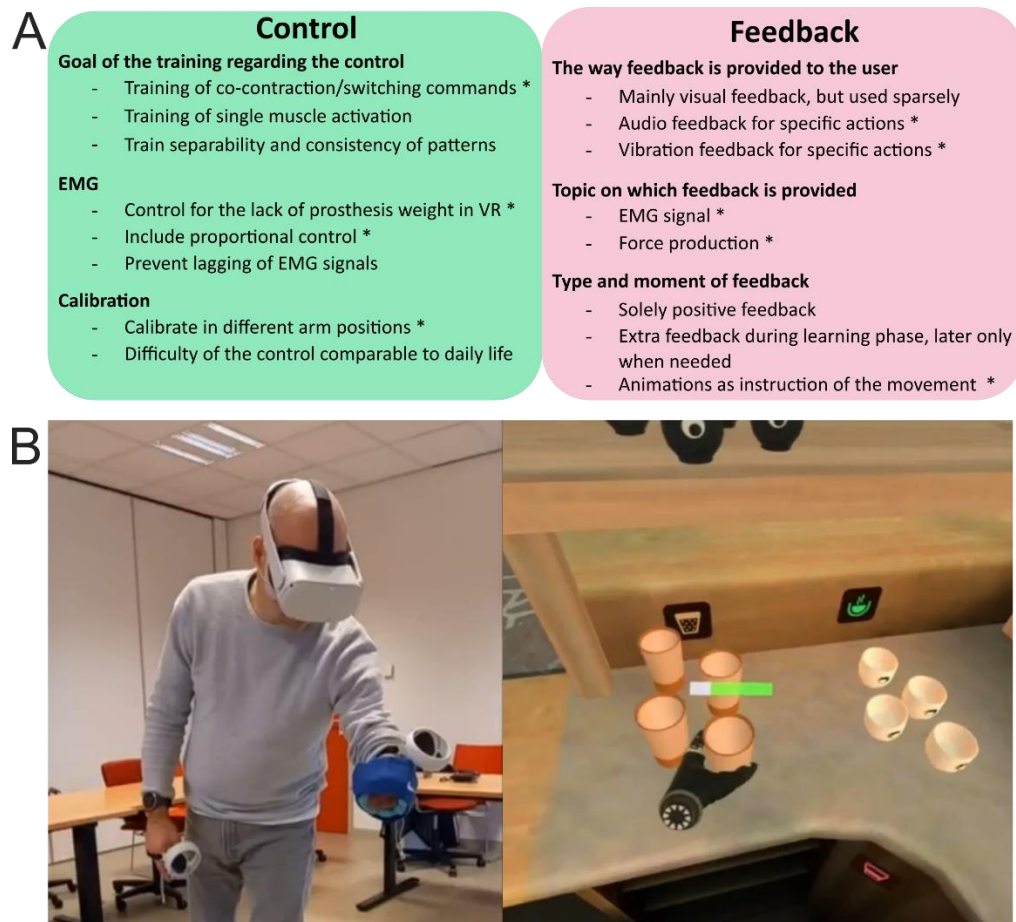 A
Control
Goal of the training regarding the control
- Training of co-contraction/switching commands *
- Training of single muscle activation
- Train separability and consistency of patterns
EMG
- Control for the lack of prosthesis weight in VR *
- Include proportional control *
- Prevent lagging of EMG signals
Calibration
- Calibrate in different arm positions *
- Difficulty of the control comparable to daily life
Feedback
The way feedback is provided to the user
- Mainly visual feedback, but used sparsely
- Audio feedback for specific actions *
- Vibration feedback for specific actions *
Topic on which feedback is provided
- EMG signal *
- Force production *
Type and moment of feedback
- Solely positive feedback
- Extra feedback during learning phase, later only
when needed
- Animations as instruction of the movement *
B